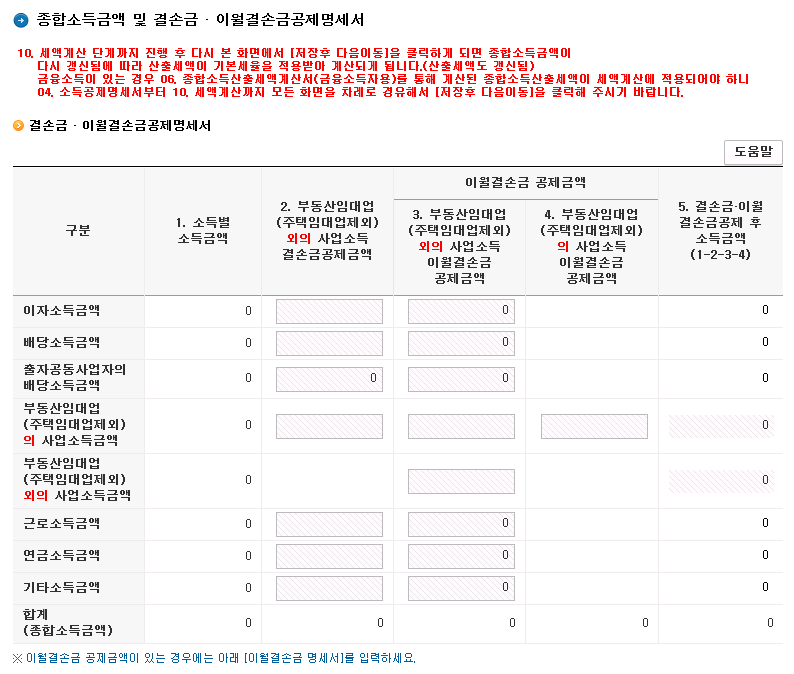 종합소득금액 및 결손금 · 이월결손금공제명세서
10. 세액계산 단계까지 진행 후 다시 본 화면에서 [저장후 다음이동]을 클릭하게 되면 종합소득금액이
다시 갱신됨에 따라 산출세액이 기본세율을 적용받아 계산되게 됩니다.(산출세액도 갱신됨)
금융소득이 있는 경우 06. 종합소득산출세액계산서(금융소득자용)를 통해 계산된 종합소득산출세액이 세액계산에 적용되어야 하니
04. 소득공제명세서부터 10. 세액계산까지 모든 화면을 차례로 경유해서 [저장후 다음이동]을 클릭해 주시기 바랍니다.
결손금 · 이월결손금공제명세서
도움말
구분
1. 소득별
소득금액
2. 부동산임대업
(주택임대업제외)
외의 사업소득
결손금공제금액
이월결손금 공제금액
3. 부동산임대업
(주택임대업제외)
외의 사업소득
이월결손금
공제금액
4. 부동산임대업
(주택임대업제외)
의 사업소득
이월결손금
공제금액
5. 결손금·이월
결손금공제 후
소득금액
(1-2-3-4)
이자소득금액 0 0 0
배당소득금액 0 0 0
출자공동사업자의
배당소득금액 0 0 0 0
부동산임대업
(주택임대업제외)
의 사업소득금액 0 0
부동산임대업
(주택임대업제외)
외의 사업소득금액 0 0
근로소득금액 0 0 0
연금소득금액 0 0 0
기타소득금액 0 0 0
합계
(종합소득금액) 0 0 0 0 0
※ 이월결손금 공제금액이 있는 경우에는 아래 [이월결손금 명세서]를 입력하세요.